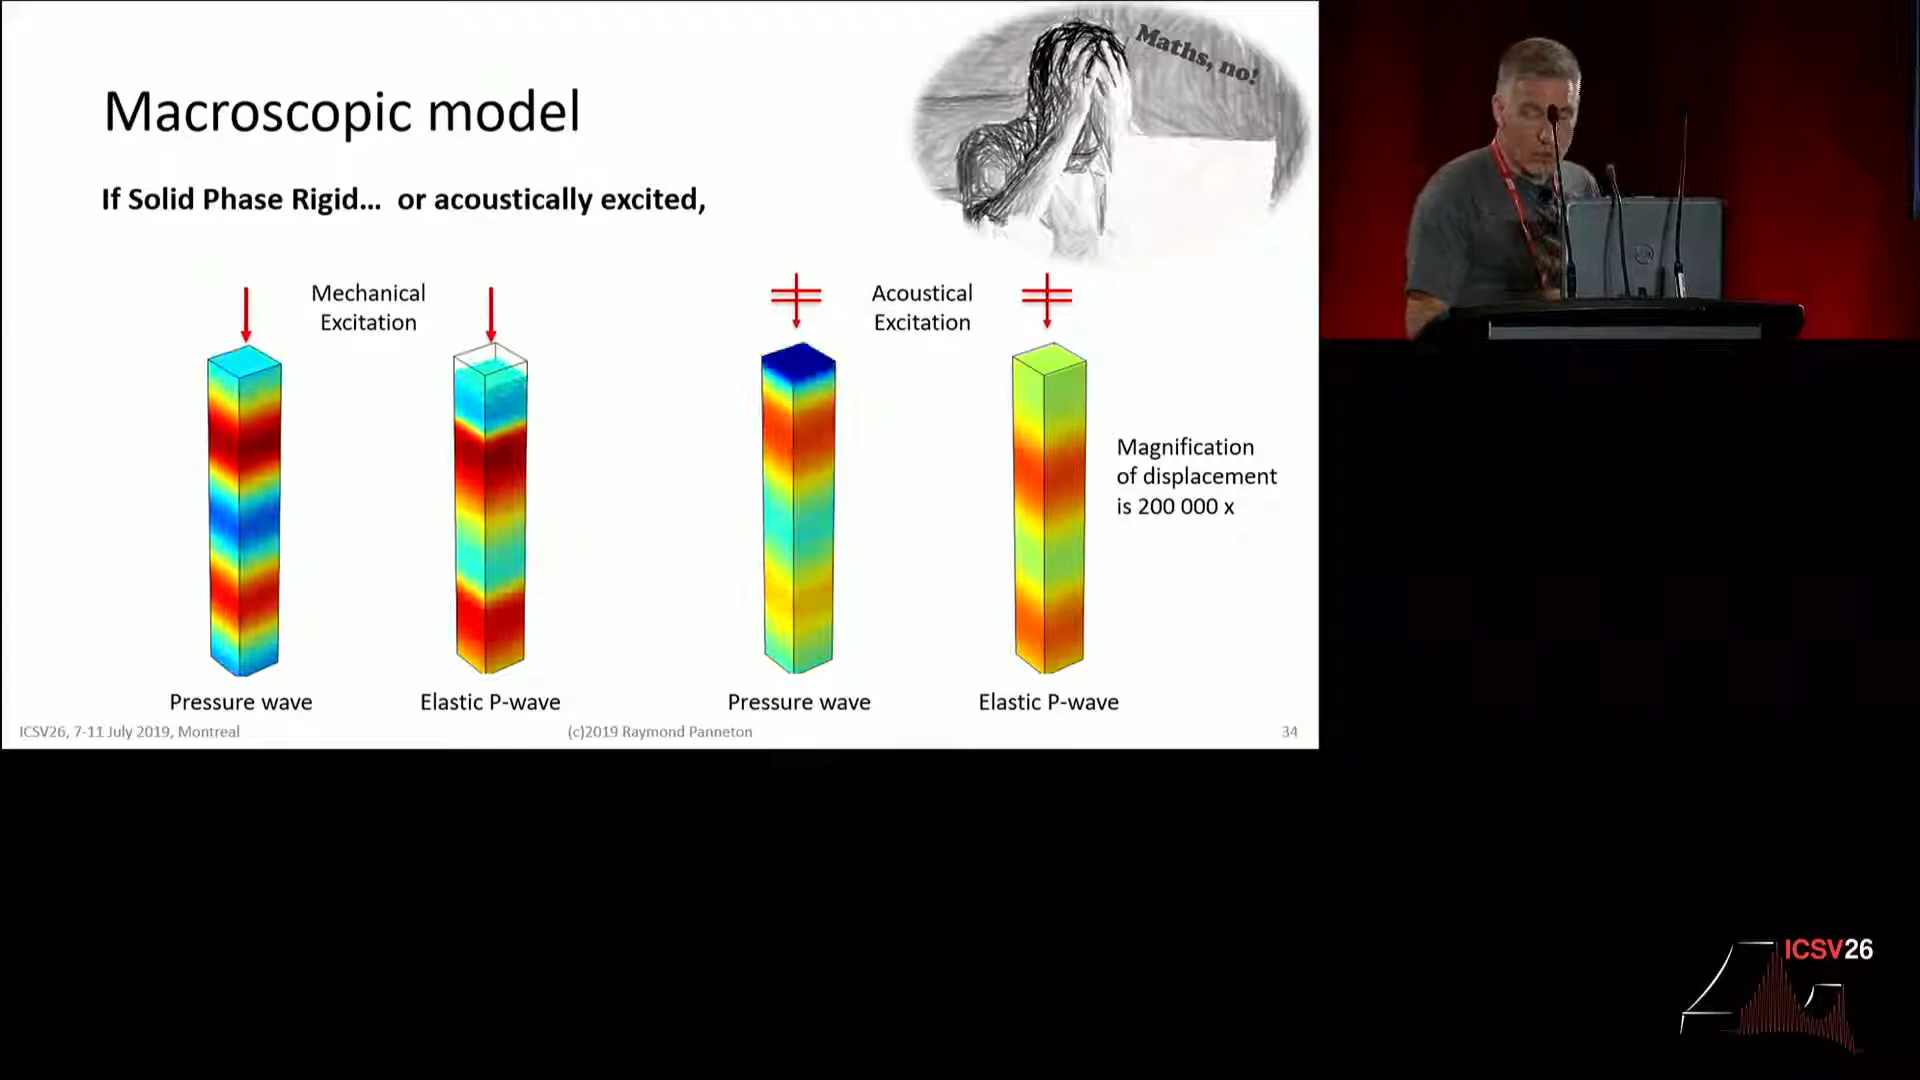 Maths, no!
Macroscopic model
If Solid Phase Rigid... or acoustically excited,
Mechanical
Excitation
Acoustical
Excitation
Magnification
of displacement
is 200 000 x
Pressure wave
Elastic P-wave
Pressure wave
Elastic P-wave
ICSV26, 7-11 July 2019, Montreal
(c)2019 Raymond Panneton
34
ICSV26